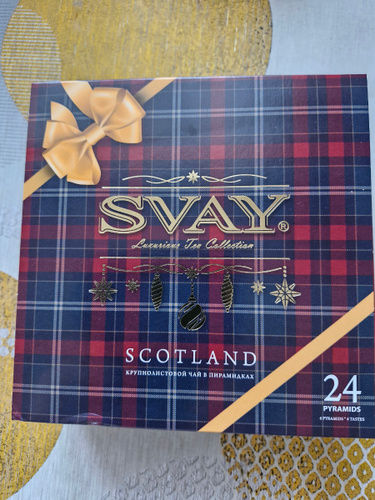 SVAY®
Luxurious Tea Collection
SCOTLAND
КРУПНОЛИСТОВОЙ ЧАЙ В ПИРАМИДКАХ
24
PYRAMIDS